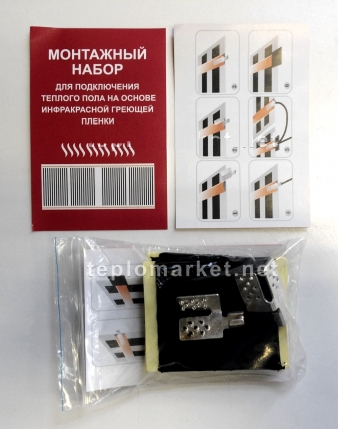 МОНТАЖНЫЙ
НАБОР
ДЛЯ ПОДКЛЮЧЕНИЯ
ТЕПЛОГО ПОЛА НА ОСНОВЕ
ИНФРАКРАСНОЙ ГРЕЮЩЕЙ
ПЛЕНКИ
teplomarket.net